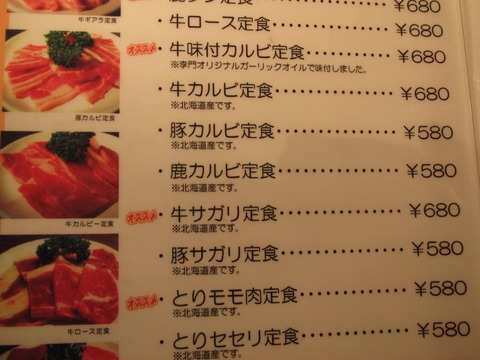 牛ギアラ定食
¥680
・牛ロース定食 ¥680
オススメ ・牛味付カルビ定食 ¥680
※李門オリジナルガーリックオイルで味付しました。
豚カルビ定食
・牛カルビ定食 ¥680
※北海道産です。
・豚カルビ定食 ¥580
※北海道産です。
・鹿カルビ定食 ¥580
※北海道産です。
牛カルビー定食
オススメ ・牛サガリ定食 ¥680
※北海道産です。
・豚サガリ定食 ¥580
※北海道産です。
オススメ ・とりモモ肉定食 ¥580
※北海道産です。
牛ロース定食
・とりセセリ定食 ¥580
※北海道産です。